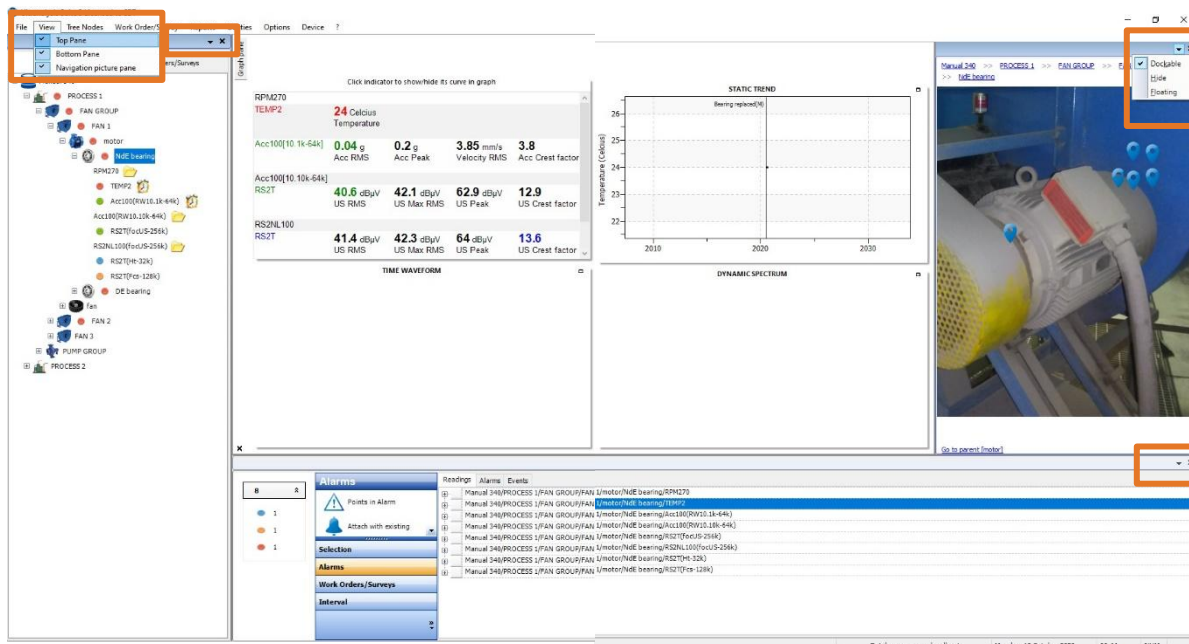 File View Tree Nodes Work Order/ Options Device ?
Top Pane
Bottom Pane
Navigation picture pane
rs/Surveys
PROCESS 1
FAN GROUP
FAN 1
motor
NdE bearing
RPM270
TEMP2
Acc100(RW10.1k-64k)
Acc100(RW10.10k-64k)
RS2T(focUS-256k)
RS2NL100(focUS-256k)
RS2T(Ht-32k)
RS2T(Fcs-128k)
DE bearing
fan
FAN 2
FAN 3
PUMP GROUP
PROCESS 2
Graph pane
Click indicator to show/hide its curve in graph
RPM270
TEMP2 24 Celcius
Temperature
Acc100[10. 1k-64k] 0.04 g 0.2 g 3.85 mm/s 3.8
Acc RMS Acc Peak Velocity RMS Acc Crest factor
Acc100[10.10k-64k]
RS2T 40.6 dBµV 42.1 dBµV 62.9 dBµV 12.9
US RMS US Max RMS US Peak US Crest factor
RS2NL100
RS2T 41.4 dBµV 42.3 dBµV 64 dBµV 13.6
US RMS US Max RMS US Peak US Crest factor
TIME WAVEFORM
STATIC TREND
Bearing replaced(M)
Temperature (Celcius)
26
25
24
23
22
2010 2020 2030
DYNAMIC SPECTRUM
Manual 340 >> PROCESS 1 >> FAN GROUP >>
>> NdE bearing
Dockable
Hide
Floating
Go to parent [motor]
8
1
1
1
Alarms
Points in Alarm
Attach with existing
Selection
Alarms
Work Orders/Surveys
Interval
Readings Alarms Events
Manual 340/PROCESS 1/FAN GROUP/FAN 1/motor/NdE bearing/RPM270
Manual 340/PROCESS 1/FAN GROUP/FAN 1/motor/NdE bearing/TEMP2
Manual 340/PROCESS 1/FAN GROUP/FAN 1/motor/NdE bearing/Acc100(RW10.1k-64k)
Manual 340/PROCESS 1/FAN GROUP/FAN 1/motor/NdE bearing/Acc100(RW10.10k-64k)
Manual 340/PROCESS 1/FAN GROUP/FAN 1/motor/NdE bearing/RS2T(focUS-256k)
Manual 340/PROCESS 1/FAN GROUP/FAN 1/motor/NdE bearing/RS2NL100(focUS-256k)
Manual 340/PROCESS 1/FAN GROUP/FAN 1/motor/NdE bearing/RS2T(Ht-32k)
Manual 340/PROCESS 1/FAN GROUP/FAN 1/motor/NdE bearing/RS2T(Fcs-128k)